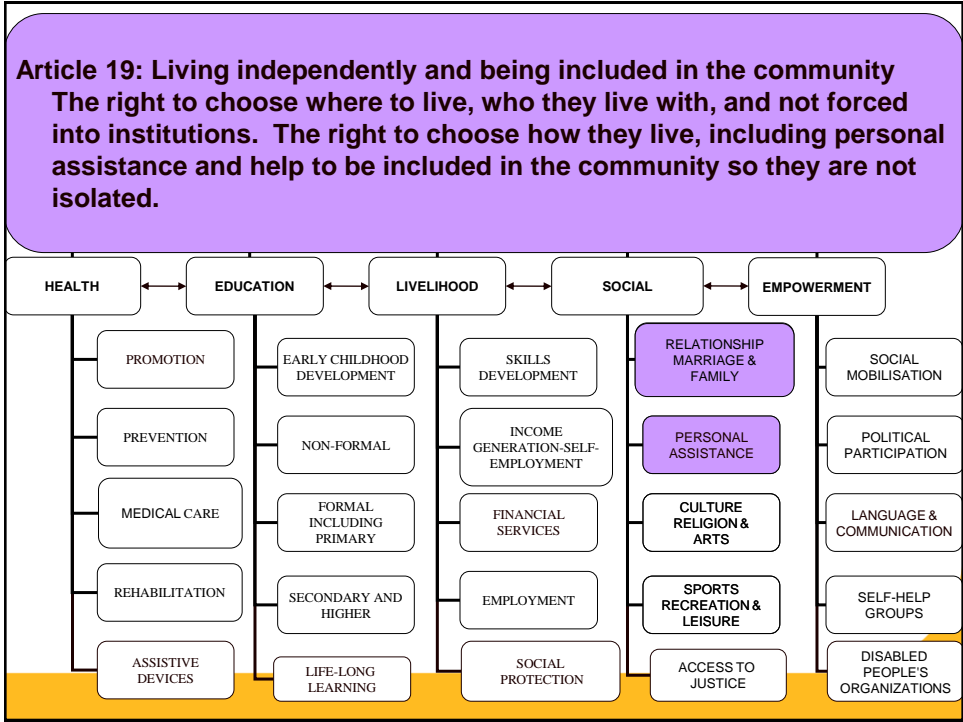 Article 19: Living independently and being included in the community
The right to choose where to live, who they live with, and not forced
into institutions.  The right to choose how they live, including personal
assistance and help to be included in the community so they are not
isolated.
HEALTH
EDUCATION
LIVELIHOOD
SOCIAL
EMPOWERMENT
PROMOTION
PREVENTION
MEDICAL CARE
REHABILITATION
ASSISTIVE
DEVICES
EARLY CHILDHOOD
DEVELOPMENT
NON-FORMAL
FORMAL
INCLUDING
PRIMARY
SECONDARY AND
HIGHER
LIFE-LONG
LEARNING
SKILLS
DEVELOPMENT
INCOME
GENERATION-SELF-
EMPLOYMENT
FINANCIAL
SERVICES
EMPLOYMENT
SOCIAL
PROTECTION
RELATIONSHIP
MARRIAGE &
FAMILY
PERSONAL
ASSISTANCE
CULTURE
RELIGION &
ARTS
SPORTS
RECREATION &
LEISURE
ACCESS TO
JUSTICE
SOCIAL
MOBILISATION
POLITICAL
PARTICIPATION
LANGUAGE &
COMMUNICATION
SELF-HELP
GROUPS
DISABLED
PEOPLE'S
ORGANIZATIONS